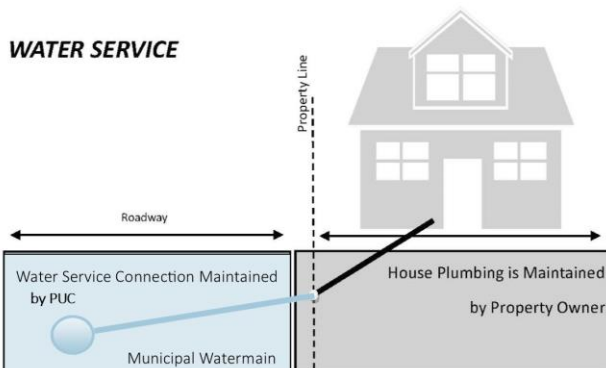 WATER SERVICE
Property Line
Roadway
Water Service Connection Maintained
by PUC
Municipal Watermain
House Plumbing is Maintained
by Property Owner